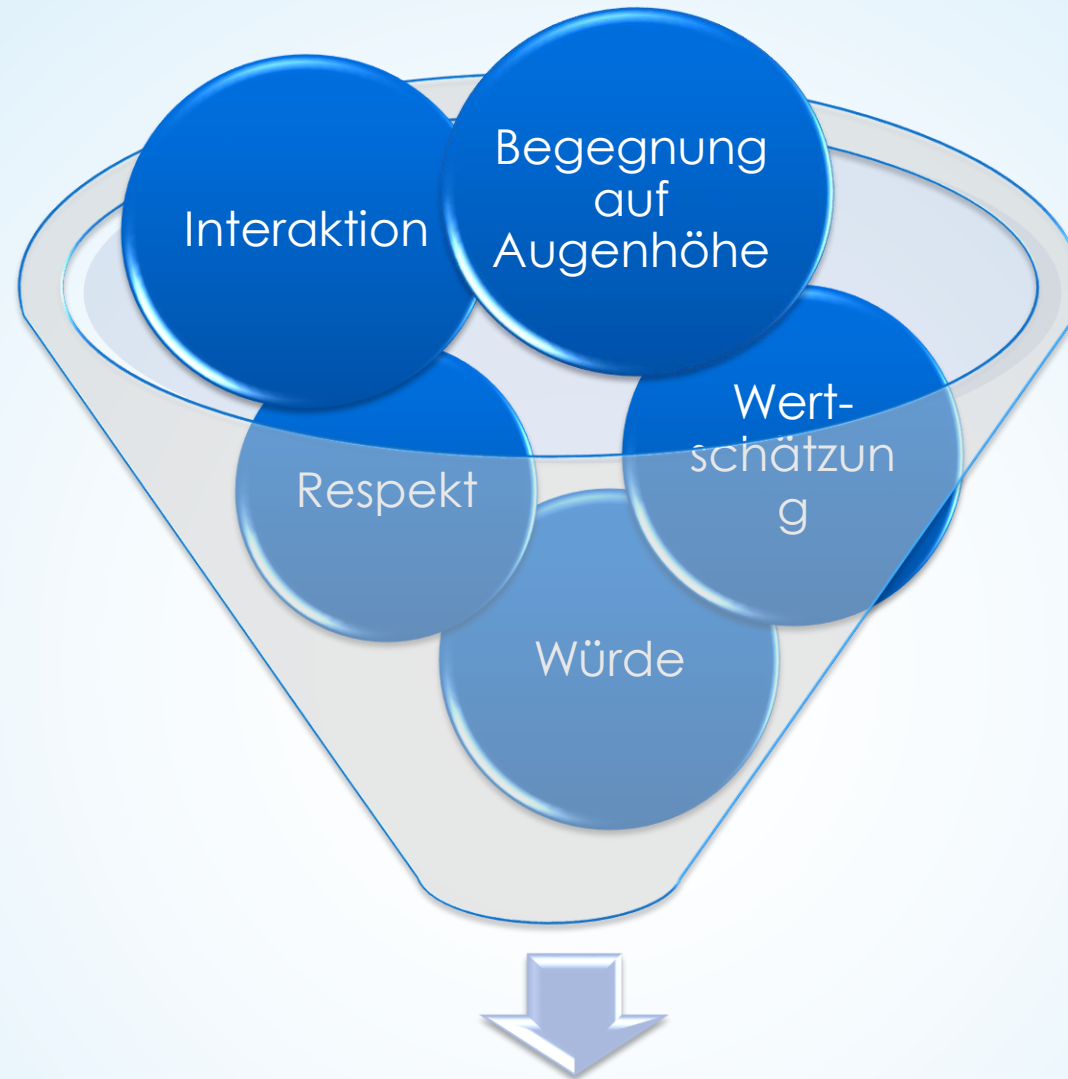 Interaktion
Begegnung
auf
Augenhöhe
Wert-
schätzun
g
Respekt
Würde